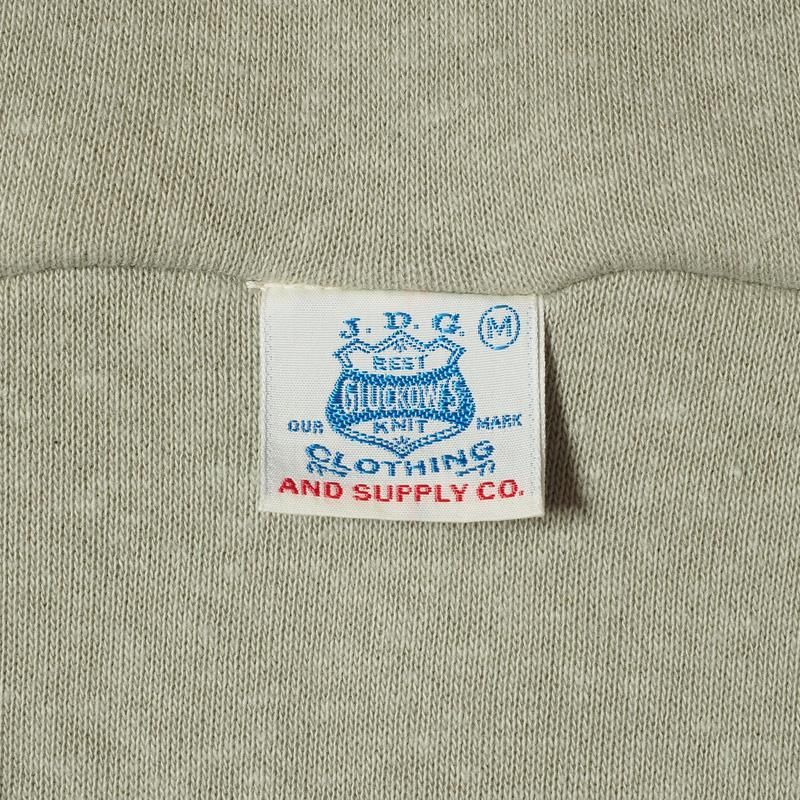 J. D. G. M
BEST
GLUCKOW'S
OUR KNIT MARK
CLOTHING
AND SUPPLY CO.